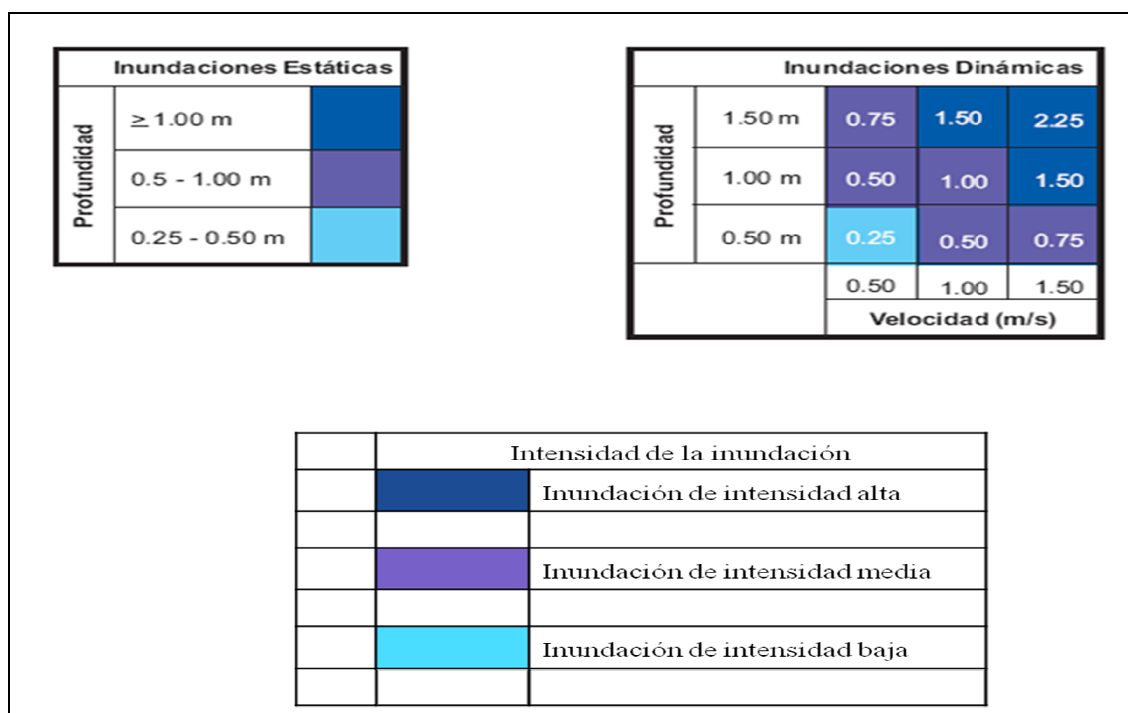 Inundaciones Estáticas
Profundidad
≥ 1.00 m
0.5 - 1.00 m
0.25 - 0.50 m
Inundaciones Dinámicas
Profundidad
1.50 m 0.75 1.50 2.25
1.00 m 0.50 1.00 1.50
0.50 m 0.25 0.50 0.75
0.50 1.00 1.50
Velocidad (m/s)
Intensidad de la inundación
Inundación de intensidad alta
Inundación de intensidad media
Inundación de intensidad baja